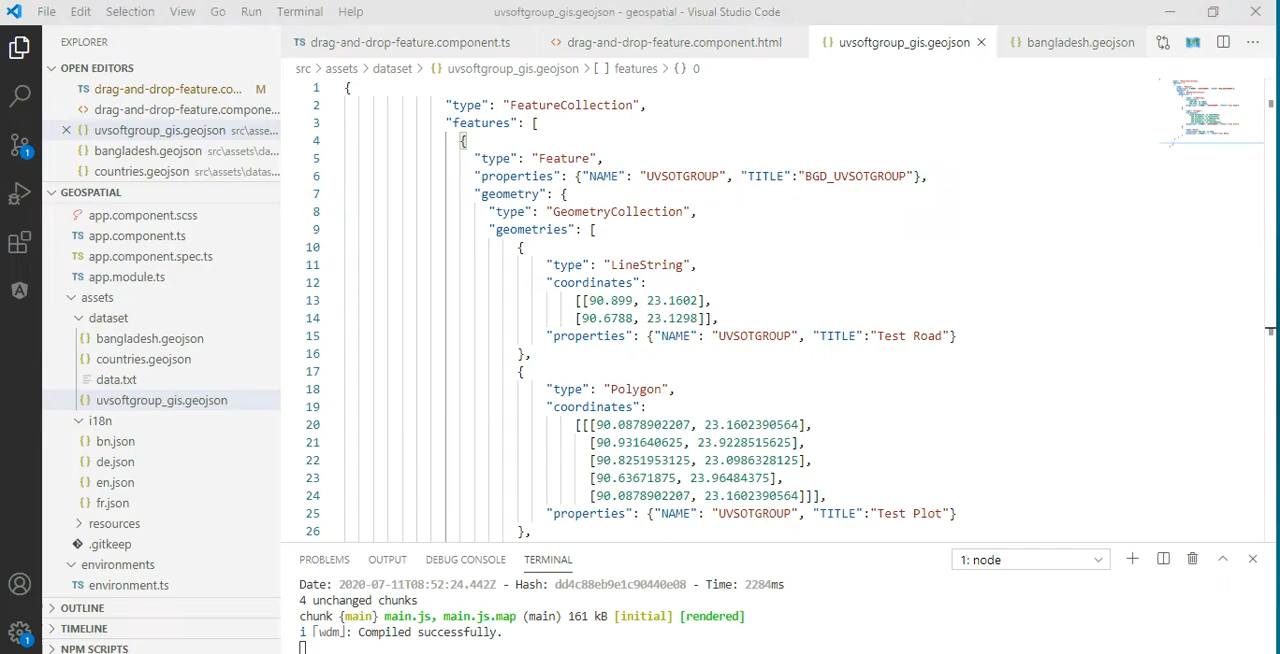 File Edit Selection View Go Run Terminal Help
uvsoftgroup_gis.geojson - geospatial - Visual Studio Code
EXPLORER
OPEN EDITORS
TS drag-and-drop-feature.co... M
<> drag-and-drop-feature.compone...
{} uvsoftgroup_gis.geojson src\asse...
{} bangladesh.geojson src\assets\da...
{} countries.geojson src\assets\datas...
GEOSPATIAL
app.component.scss
TS app.component.ts
TS app.component.spec.ts
TS app.module.ts
assets
dataset
{} bangladesh.geojson
{} countries.geojson
data.txt
{} uvsoftgroup_gis.geojson
i18n
{} bn.json
{} de.json
{} en.json
{} fr.json
resources
.gitkeep
environments
TS environment.ts
OUTLINE
TIMELINE
NPM SCRIPTS
1
1
TS drag-and-drop-feature.component.ts
<> drag-and-drop-feature.component.html
{} uvsoftgroup_gis.geojson
{} bangladesh.geojson
src > assets > dataset > {} uvsoftgroup_gis.geojson > [ ] features > {} 0
1 {
2 "type": "FeatureCollection",
3 "features": [
4 {
5 "type": "Feature",
6 "properties": {"NAME": "UVSOTGROUP", "TITLE":"BGD_UVSOTGROUP"},
7 "geometry": {
8 "type": "GeometryCollection",
9 "geometries": [
10 {
11 "type": "LineString",
12 "coordinates":
13 [[90.899, 23.1602],
14 [90.6788, 23.1298]],
15 "properties": {"NAME": "UVSOTGROUP", "TITLE":"Test Road"}
16 },
17 {
18 "type": "Polygon",
19 "coordinates":
20 [[[90.0878902207, 23.1602390564],
21 [90.931640625, 23.9228515625],
22 [90.8251953125, 23.0986328125],
23 [90.63671875, 23.96484375],
24 [90.0878902207, 23.1602390564]]],
25 "properties": {"NAME": "UVSOTGROUP", "TITLE":"Test Plot"}
26 },
PROBLEMS OUTPUT DEBUG CONSOLE TERMINAL
1: node
Date: 2020-07-11T08:52:24.442Z - Hash: dd4c88eb9e1c90440e08 - Time: 2284ms
4 unchanged chunks
chunk {main} main.js, main.js.map (main) 161 kB [initial] [rendered]
i ｢wdm｣: Compiled successfully.